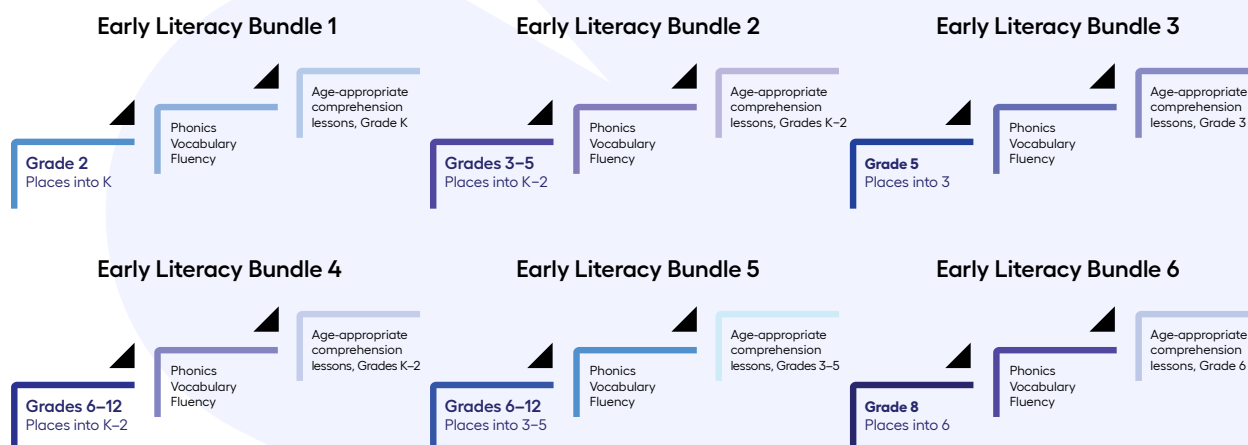 Early Literacy Bundle 1
Grade 2
Places into K
Phonics
Vocabulary
Fluency
Age-appropriate
comprehension
lessons, Grade K
Early Literacy Bundle 2
Grades 3–5
Places into K–2
Phonics
Vocabulary
Fluency
Age-appropriate
comprehension
lessons, Grades K–2
Early Literacy Bundle 3
Grade 5
Places into 3
Phonics
Vocabulary
Fluency
Age-appropriate
comprehension
lessons, Grade 3
Early Literacy Bundle 4
Grades 6–12
Places into K–2
Phonics
Vocabulary
Fluency
Age-appropriate
comprehension
lessons, Grades K–2
Early Literacy Bundle 5
Grades 6–12
Places into 3–5
Phonics
Vocabulary
Fluency
Age-appropriate
comprehension
lessons, Grades 3–5
Early Literacy Bundle 6
Grade 8
Places into 6
Phonics
Vocabulary
Fluency
Age-appropriate
comprehension
lessons, Grade 6